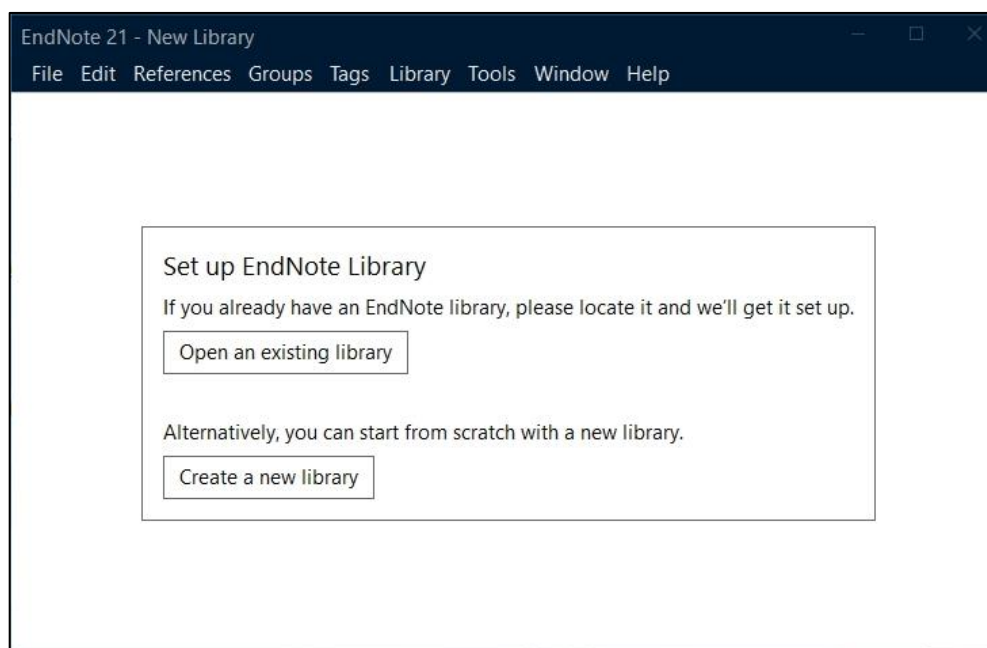 EndNote 21 - New Library
File Edit References Groups Tags Library Tools Window Help
Set up EndNote Library
If you already have an EndNote library, please locate it and we’ll get it set up.
Open an existing library
Alternatively, you can start from scratch with a new library.
Create a new library